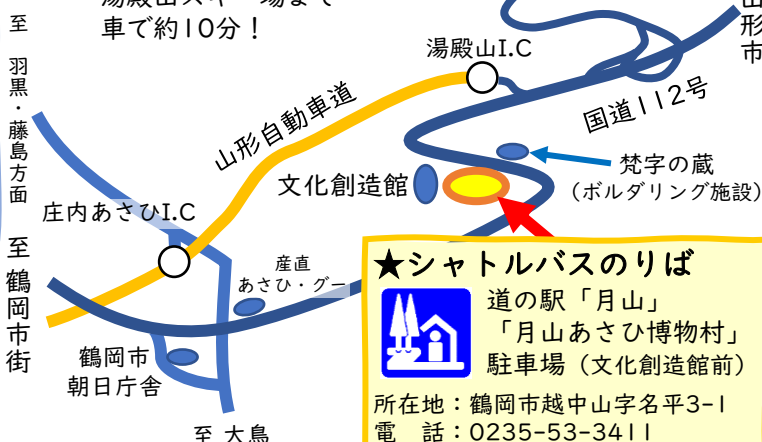 湯殿山スキー場まで
車で約10分！
至 羽黒・藤島方面
山形市
湯殿山I.C
国道112号
山形自動車道
梵字の蔵
（ボルダリング施設）
文化創造館
庄内あさひI.C
至 鶴岡市街
産直
あさひ・グー
鶴岡市
朝日庁舎
至 大鳥
★シャトルバスのりば
道の駅「月山」
「月山あさひ博物村」
駐車場（文化創造館前）
所在地：鶴岡市越中山字名平3-1
電　話：0235-53-3411